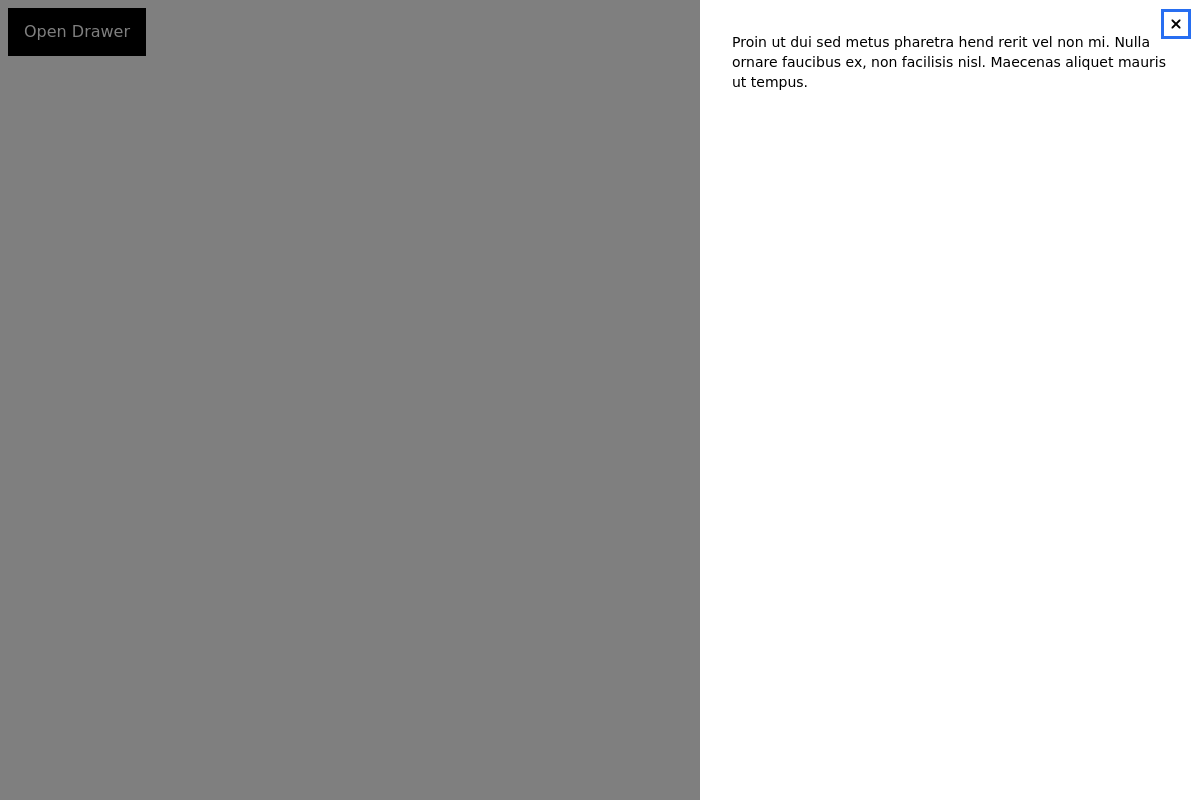 Open Drawer
Proin ut dui sed metus pharetra hend rerit vel non mi. Nulla
ornare faucibus ex, non facilisis nisl. Maecenas aliquet mauris
ut tempus.